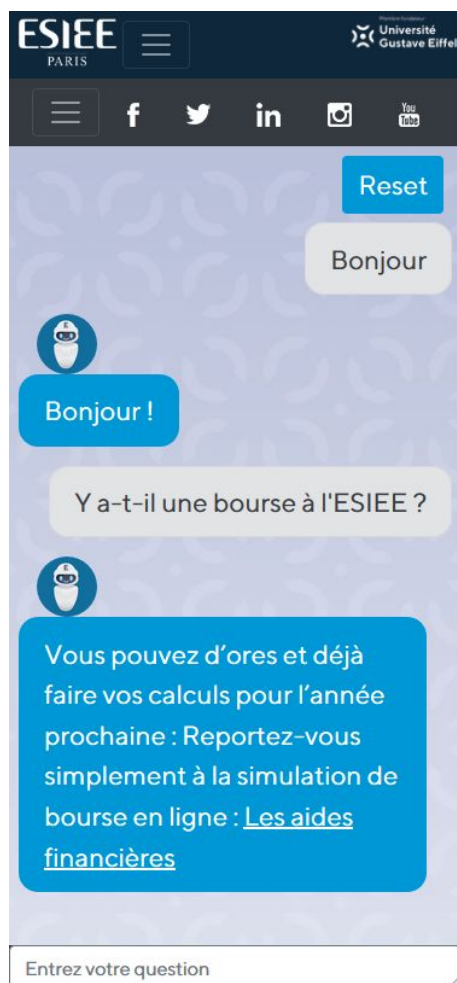 ESIEE
PARIS
Membre fondateur
Université
Gustave Eiffel
f
in
You
Tube
Reset
Bonjour
Bonjour !
Y a-t-il une bourse à l'ESIEE ?
Vous pouvez d’ores et déjà
faire vos calculs pour l’année
prochaine : Reportez-vous
simplement à la simulation de
bourse en ligne : Les aides
financières
Entrez votre question